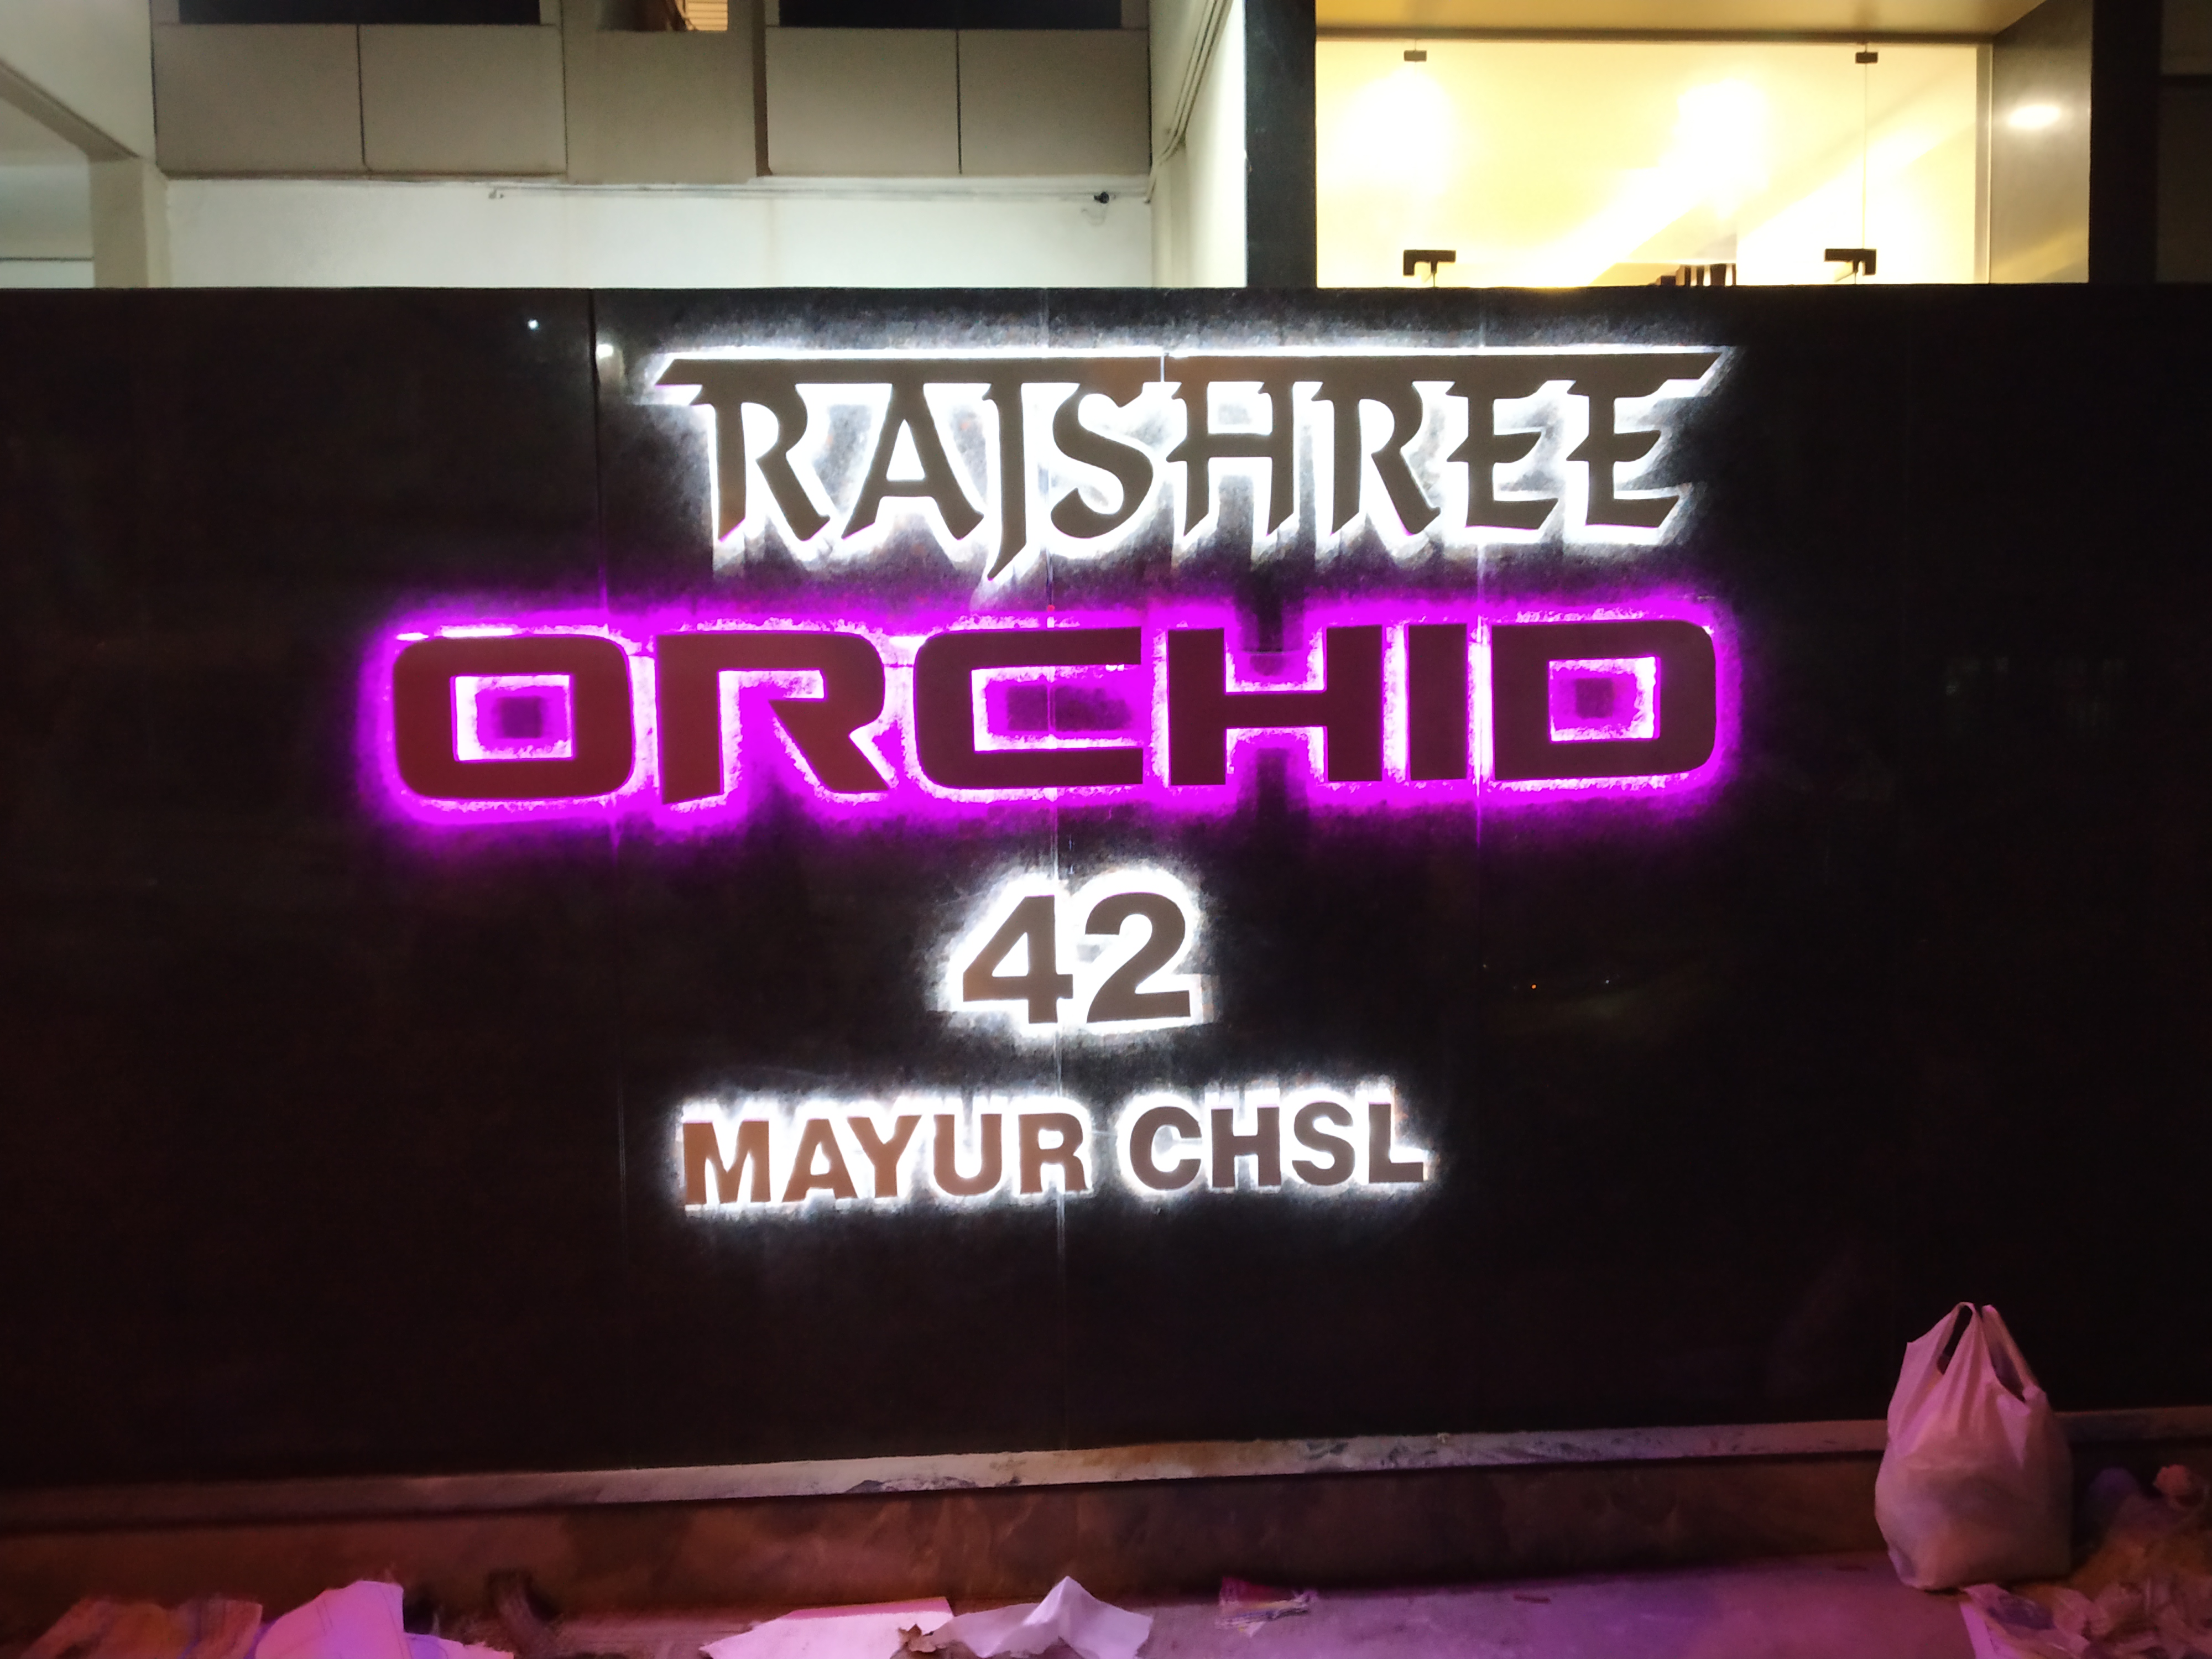 RAJSHREE
ORCHID
42
MAYUR CHSL